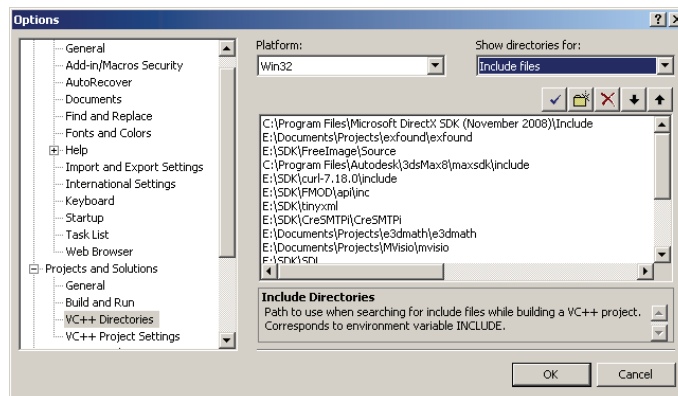 Options
General
Add-in/Macros Security
AutoRecover
Documents
Find and Replace
Fonts and Colors
Help
Import and Export Settings
International Settings
Keyboard
Startup
Task List
Web Browser
Projects and Solutions
General
Build and Run
VC++ Directories
VC++ Project Settings
Platform:
Win32
Show directories for:
Include files
C:\Program Files\Microsoft DirectX SDK (November 2008)\Include
E:\Documents\Projects\exfound\exfound
E:\SDK\FreeImage\Source
C:\Program Files\Autodesk\3dsMax8\maxsdk\include
E:\SDK\curl-7.18.0\include
E:\SDK\FMOD\api\inc
E:\SDK\tinyxml
E:\SDK\CreSMTPi\CreSMTPi
E:\Documents\Projects\e3dmath\e3dmath
E:\Documents\Projects\MVisio\mvisio
E:\SDK\SDL
Include Directories
Path to use when searching for include files while building a VC++ project.
Corresponds to environment variable INCLUDE.
OK
Cancel